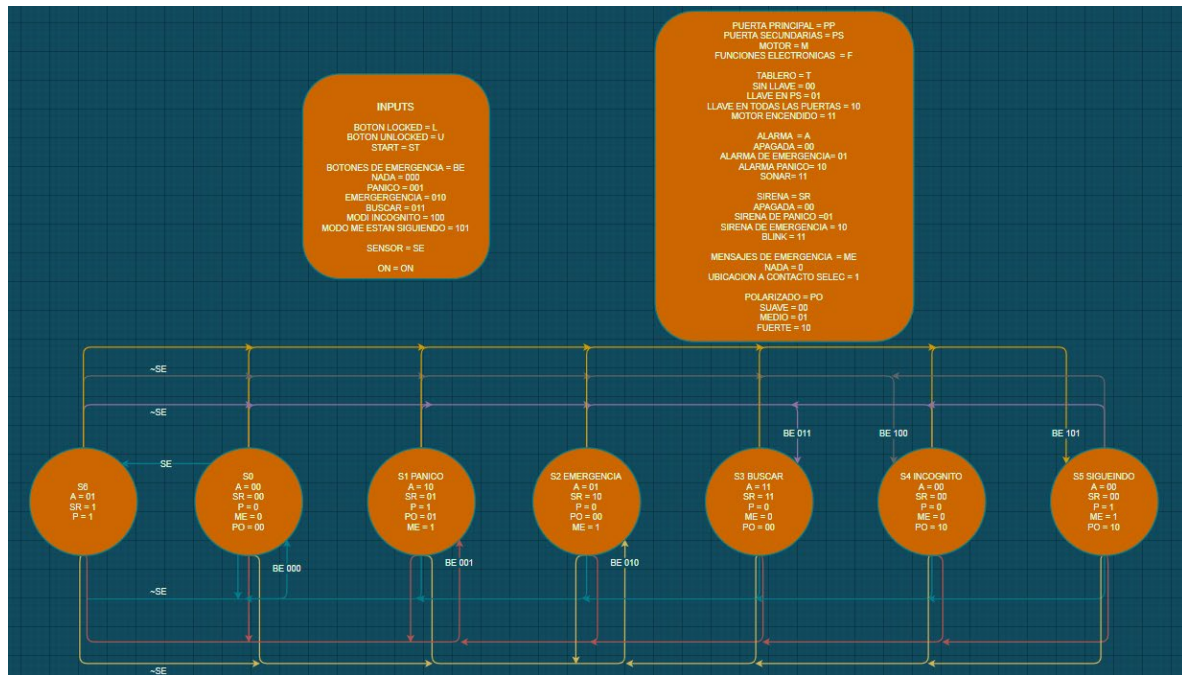 INPUTS
BOTON LOCKED = L
BOTON UNLOCKED = U
START = ST
BOTONES DE EMERGENCIA = BE
NADA = 000
PANICO = 001
EMERGERGENCIA = 010
BUSCAR = 011
MODI INCOGNITO = 100
MODO ME ESTAN SIGUIENDO = 101
SENSOR = SE
ON = ON
PUERTA PRINCIPAL = PP
PUERTA SECUNDARIAS = PS
MOTOR = M
FUNCIONES ELECTRONICAS = F
TABLERO = T
SIN LLAVE = 00
LLAVE EN PS = 01
LLAVE EN TODAS LAS PUERTAS = 10
MOTOR ENCENDIDO = 11
ALARMA = A
APAGADA = 00
ALARMA DE EMERGENCIA= 01
ALARMA PANICO= 10
SONAR= 11
SIRENA = SR
APAGADA = 00
SIRENA DE PANICO =01
SIRENA DE EMERGENCIA = 10
BLINK = 11
MENSAJES DE EMERGENCIA = ME
NADA = 0
UBICACION A CONTACTO SELEC = 1
POLARIZADO = PO
SUAVE = 00
MEDIO = 01
FUERTE = 10
~SE
~SE
BE 011
BE 100
BE 101
SE
S6
A = 01
SR = 1
P = 1
S0
A = 00
SR = 00
P = 0
ME = 0
PO = 00
S1 PANICO
A = 10
SR = 01
P = 1
PO = 01
ME = 1
S2 EMERGENCIA
A = 01
SR = 10
P = 0
PO = 00
ME = 1
S3 BUSCAR
A = 11
SR = 11
P = 0
ME = 0
PO = 00
S4 INCOGNITO
A = 00
SR = 00
P = 0
ME = 0
PO = 10
S5 SIGUEINDO
A = 00
SR = 00
P = 1
ME = 1
PO = 10
BE 000
BE 001
BE 010
~SE
~SE